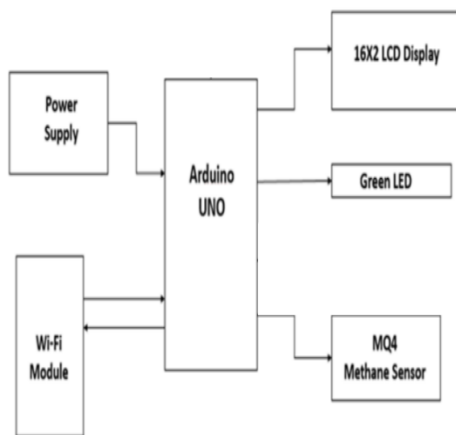 16X2 LCD Display
Power
Supply
Arduino
UNO
Green LED
Wi-Fi
Module
MQ4
Methane Sensor